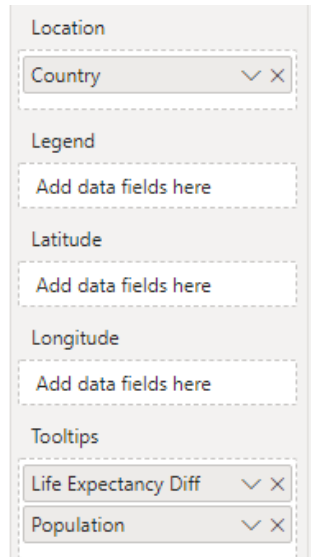 Location
Country
Legend
Add data fields here
Latitude
Add data fields here
Longitude
Add data fields here
Tooltips
Life Expectancy Diff
Population